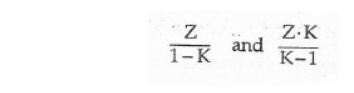 Z/(1-K) and Z·K/(K-1)